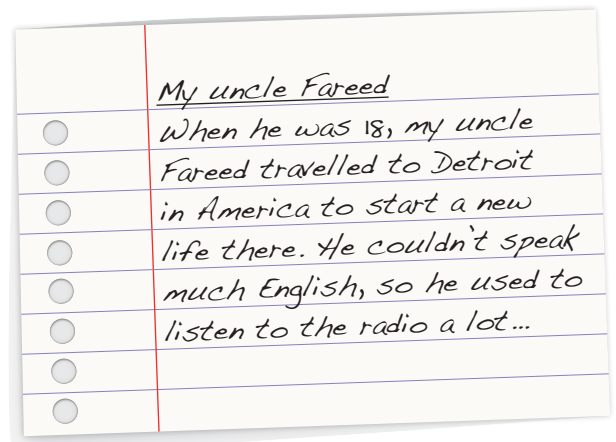 My uncle Fareed
When he was 18, my uncle
Fareed travelled to Detroit
in America to start a new
life there. He couldn't speak
much English, so he used to
listen to the radio a lot...